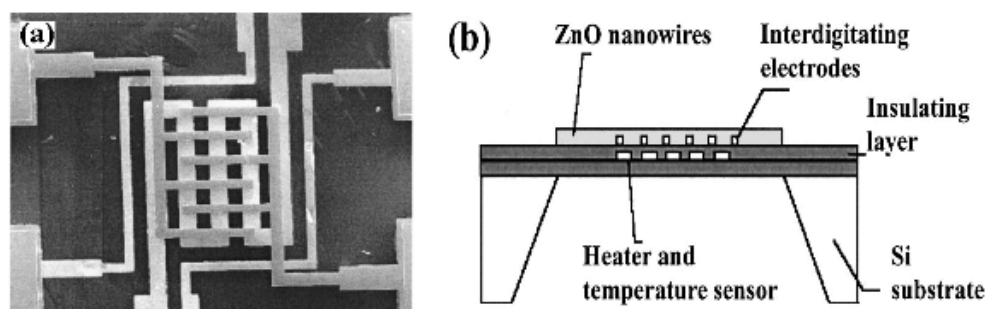 (a)
(b)
ZnO nanowires
Interdigitating
electrodes
Insulating
layer
Heater and
temperature sensor
Si
substrate